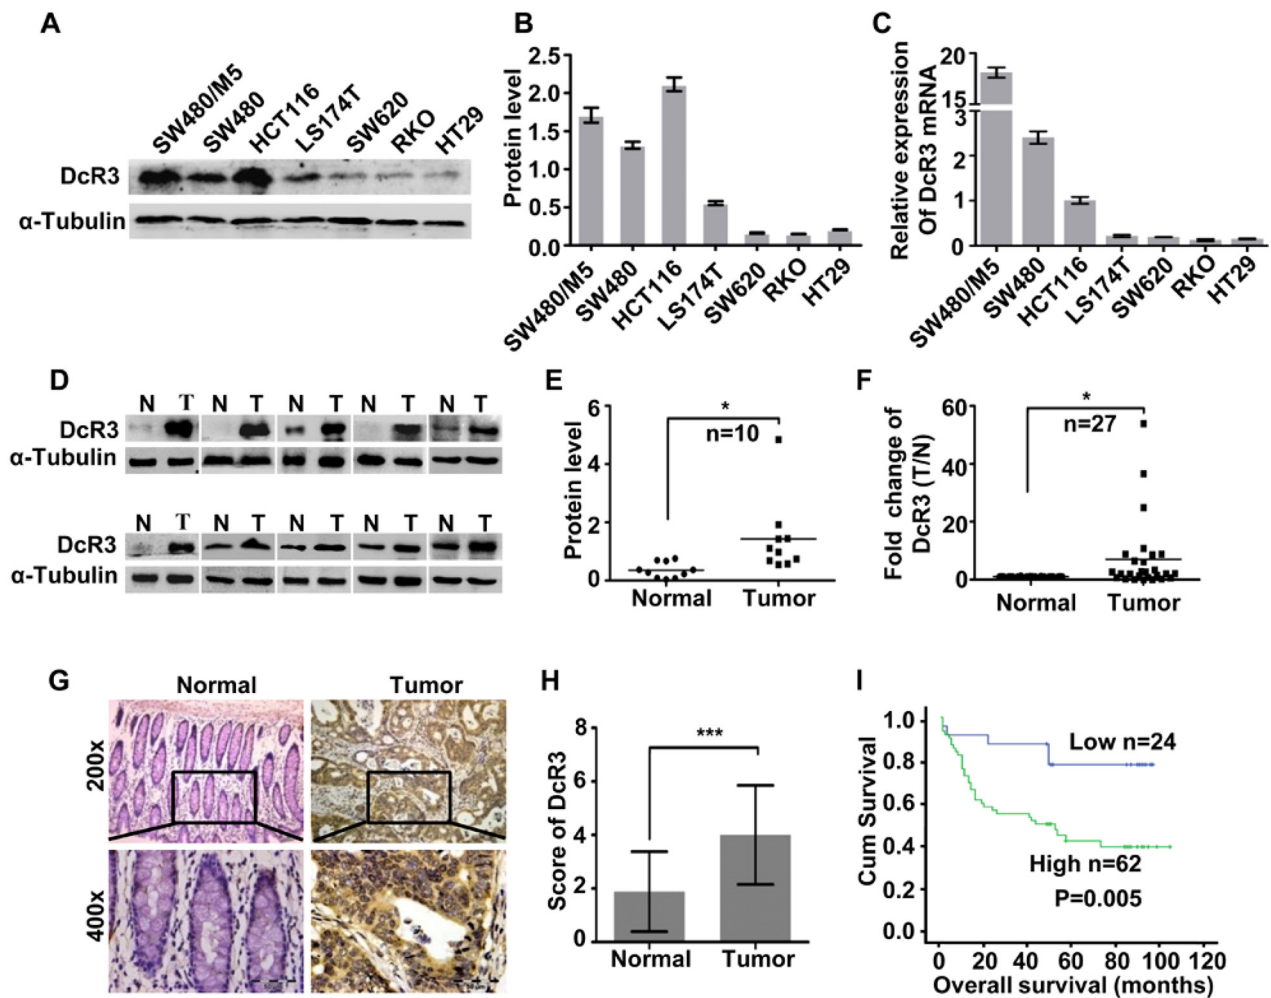 A
SW480/M5
SW480
HCT116
LS174T
SW620
RKO
HT29
DcR3
α-Tubulin
B
Protein level
2.5
2.0
1.5
1.0
0.5
0.0
SW480/M5
SW480
HCT116
LS174T
SW620
RKO
HT29
C
Relative expression
Of DcR3 mRNA
20
15
3
2
1
0
SW480/M5
SW480
HCT116
LS174T
SW620
RKO
HT29
D
N T N T N T N T N T
DcR3
α-Tubulin
N T N T N T N T N T
DcR3
α-Tubulin
E
Protein level
6
4
2
0
*
n=10
Normal Tumor
F
Fold change of
DcR3 (T/N)
60
40
20
0
*
n=27
Normal Tumor
G
Normal Tumor
200x
400x
H
Score of DcR3
8
6
4
2
0
***
Normal Tumor
I
Cum Survival
1.0
0.8
0.6
0.4
0.2
0.0
Low n=24
High n=62
P=0.005
0 20 40 60 80 100 120
Overall survival (months)